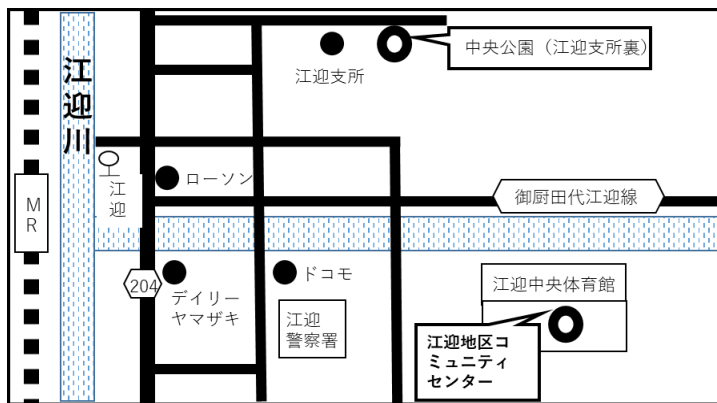 江迎川
江迎支所
中央公園（江迎支所裏）
江迎
ローソン
御厨田代江迎線
MR
204
デイリー
ヤマザキ
ドコモ
江迎
警察署
江迎中央体育館
江迎地区コ
ミュニティ
センター